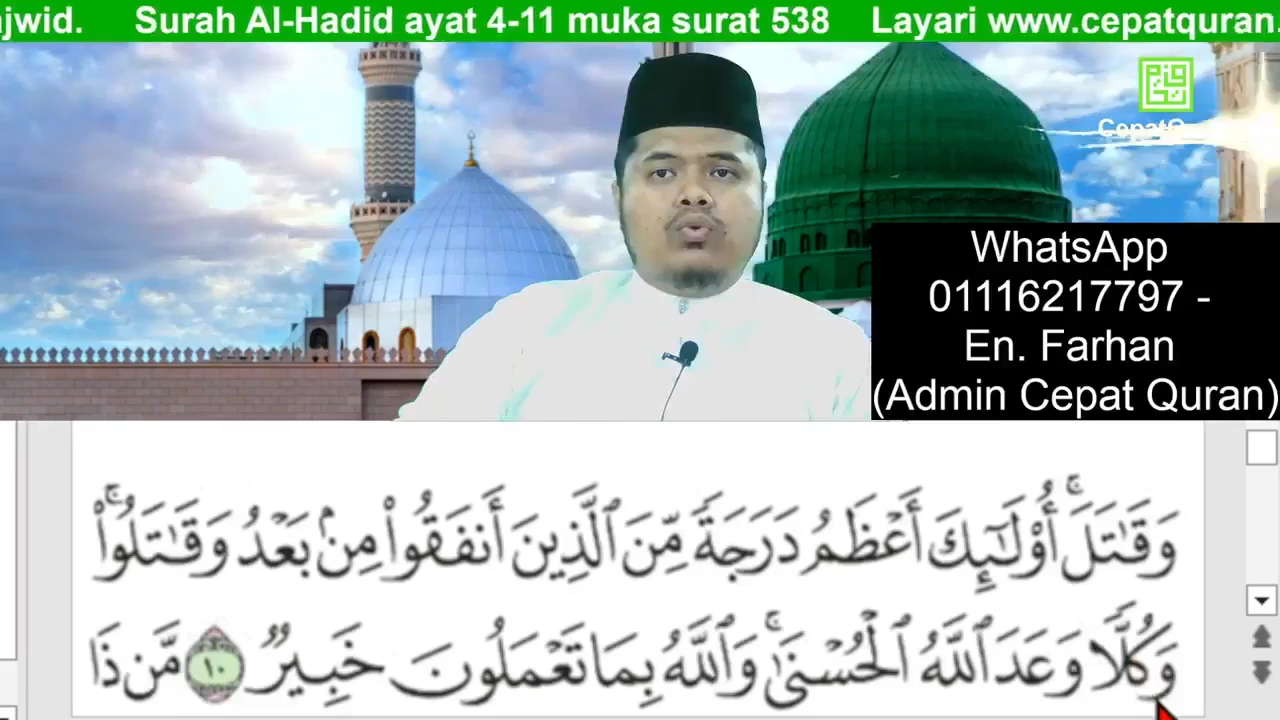 jwid. Surah Al-Hadid ayat 4-11 muka surat 538 Layari www.cepatquran.
WhatsApp
01116217797 -
En. Farhan
(Admin Cepat Quran)
وَقَٰتَلَۚ أُو۟لَٰٓئِكَ أَعْظَمُ دَرَجَةً مِّنَ ٱلَّذِينَ أَنفَقُوا۟ مِنۢ بَعْدُ وَقَٰتَلُوا۟ۚ
وَكُلًّا وَعَدَ ٱللَّهُ ٱلْحُسْنَىٰۚ وَٱللَّهُ بِمَا تَعْمَلُونَ خَبِيرٌ ١٠ مَّن ذَا